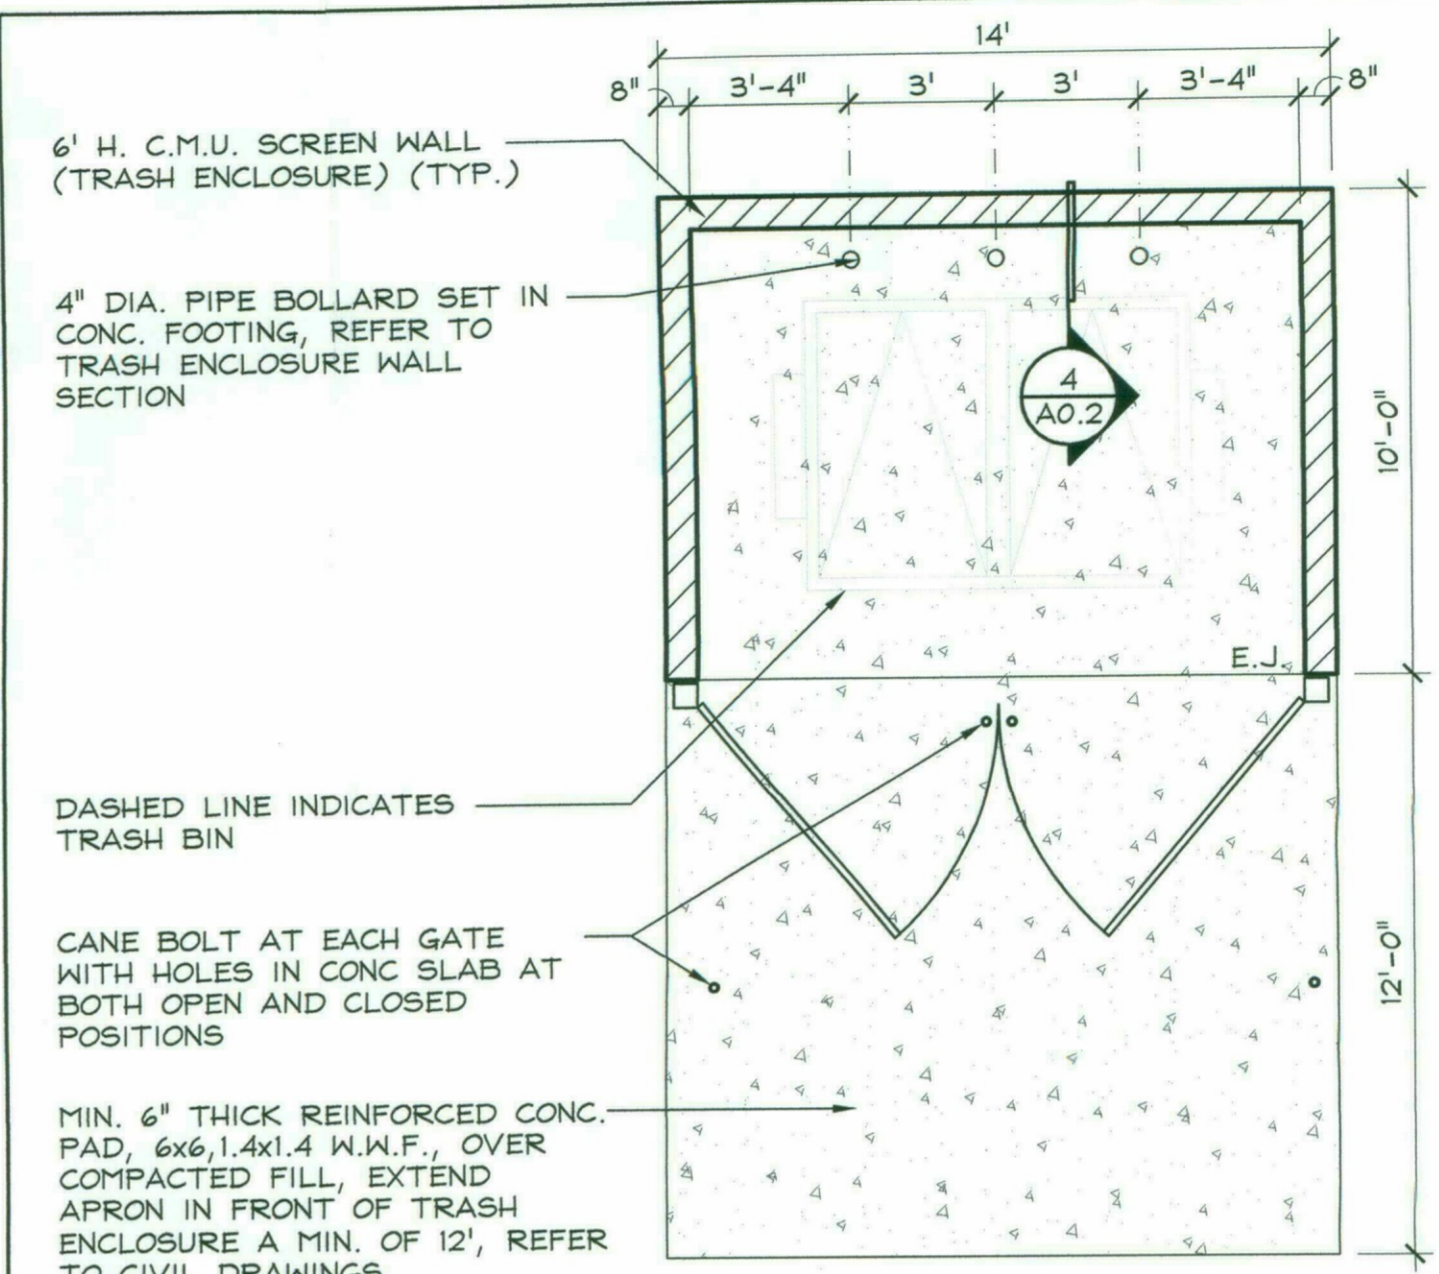 14'
8"
3'-4"
3'
3'
3'-4"
8"
6' H. C.M.U. SCREEN WALL
(TRASH ENCLOSURE) (TYP.)
4" DIA. PIPE BOLLARD SET IN
CONC. FOOTING, REFER TO
TRASH ENCLOSURE WALL
SECTION
4
A0.2
10'-0"
E.J.
DASHED LINE INDICATES
TRASH BIN
CANE BOLT AT EACH GATE
WITH HOLES IN CONC SLAB AT
BOTH OPEN AND CLOSED
POSITIONS
12'-0"
MIN. 6" THICK REINFORCED CONC.
PAD, 6x6,1.4x1.4 W.W.F., OVER
COMPACTED FILL, EXTEND
APRON IN FRONT OF TRASH
ENCLOSURE A MIN. OF 12', REFER
TO CIVIL DRAWINGS